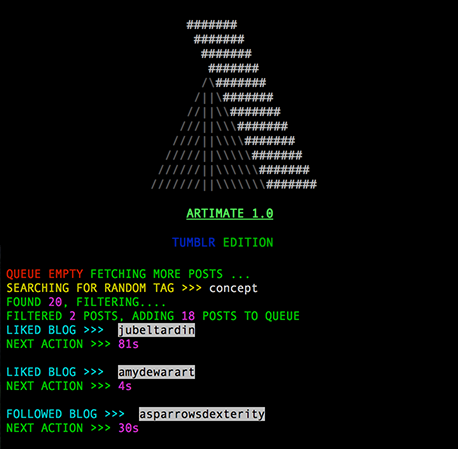 #######
#######
#######
#######
/\#######
/||\#######
//||\\#######
///||\\\#######
////||\\\\#######
/////||\\\\\#######
//////||\\\\\\#######
///////||\\\\\\\#######
ARTIMATE 1.0
TUMBLR EDITION
QUEUE EMPTY FETCHING MORE POSTS ...
SEARCHING FOR RANDOM TAG >>> concept
FOUND 20, FILTERING....
FILTERED 2 POSTS, ADDING 18 POSTS TO QUEUE
LIKED BLOG >>> jubeltardin
NEXT ACTION >>> 81s
LIKED BLOG >>> amydewarart
NEXT ACTION >>> 4s
FOLLOWED BLOG >>> asparrowsdexterity
NEXT ACTION >>> 30s